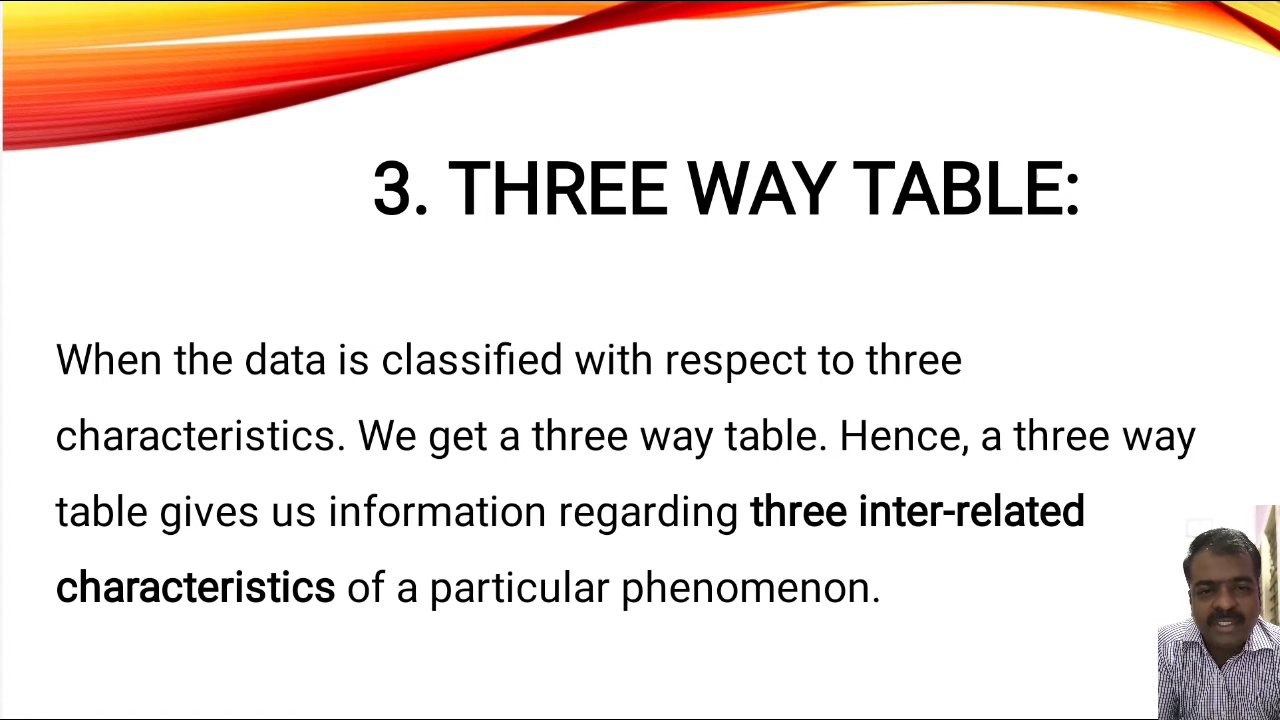 3. THREE WAY TABLE:
When the data is classified with respect to three
characteristics. We get a three way table. Hence, a three way
table gives us information regarding three inter-related
characteristics of a particular phenomenon.